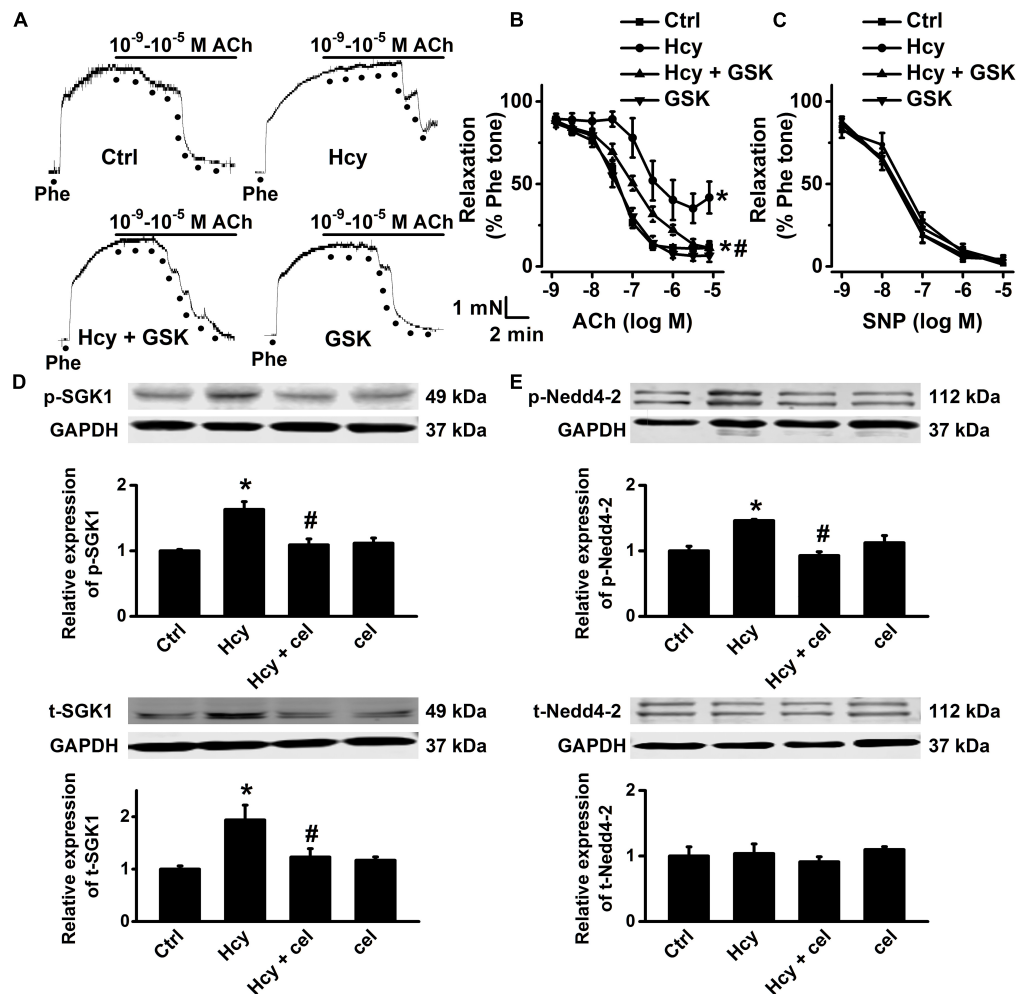 A
10⁻⁹-10⁻⁵ M ACh
10⁻⁹-10⁻⁵ M ACh
Ctrl
Hcy
Phe
Phe
10⁻⁹-10⁻⁵ M ACh
10⁻⁹-10⁻⁵ M ACh
Hcy + GSK
GSK
Phe
Phe
1 mN
2 min
B
Ctrl
Hcy
Hcy + GSK
GSK
Relaxation
(% Phe tone)
100
50
0
*
*#
-9 -8 -7 -6 -5
ACh (log M)
C
Ctrl
Hcy
Hcy + GSK
GSK
Relaxation
(% Phe tone)
100
50
0
-9 -8 -7 -6 -5
SNP (log M)
D
p-SGK1 49 kDa
GAPDH 37 kDa
Relative expression
of p-SGK1
2
1
0
*
#
Ctrl Hcy Hcy + cel cel
t-SGK1 49 kDa
GAPDH 37 kDa
Relative expression
of t-SGK1
2
1
0
*
#
Ctrl Hcy Hcy + cel cel
E
p-Nedd4-2 112 kDa
GAPDH 37 kDa
Relative expression
of p-Nedd4-2
2
1
0
*
#
Ctrl Hcy Hcy + cel cel
t-Nedd4-2 112 kDa
GAPDH 37 kDa
Relative expression
of t-Nedd4-2
2
1
0
Ctrl Hcy Hcy + cel cel